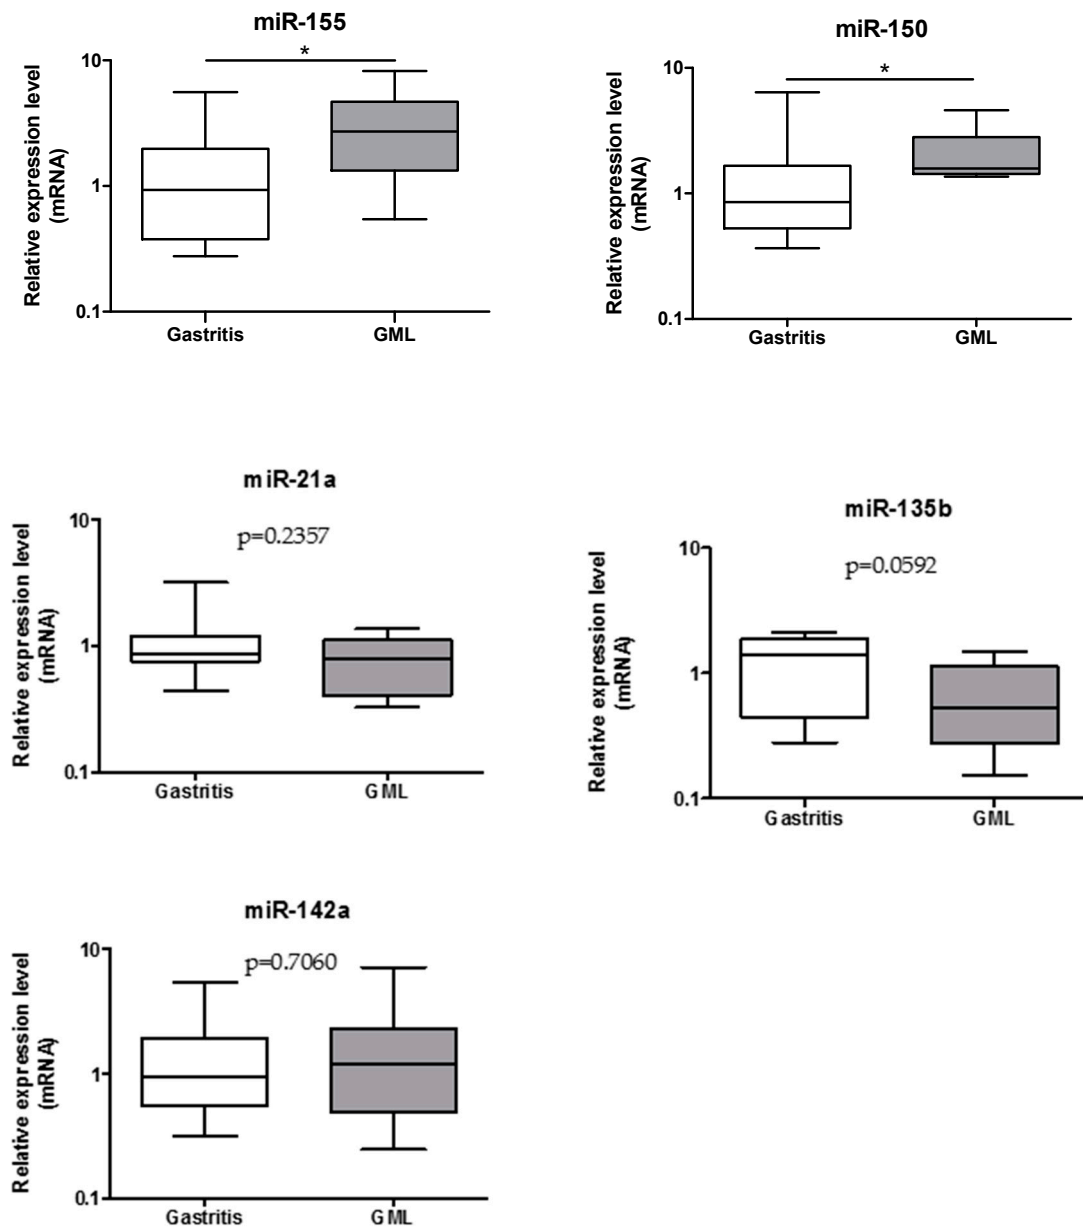 miR-155
*
Relative expression level
(mRNA)
10
1
0.1
Gastritis
GML
miR-150
*
Relative expression level
(mRNA)
10
1
0.1
Gastritis
GML
miR-21a
p=0.2357
Relative expression level
(mRNA)
10
1
0.1
Gastritis
GML
miR-135b
p=0.0592
Relative expression level
(mRNA)
10
1
0.1
Gastritis
GML
miR-142a
p=0.7060
Relative expression level
(mRNA)
10
1
0.1
Gastritis
GML